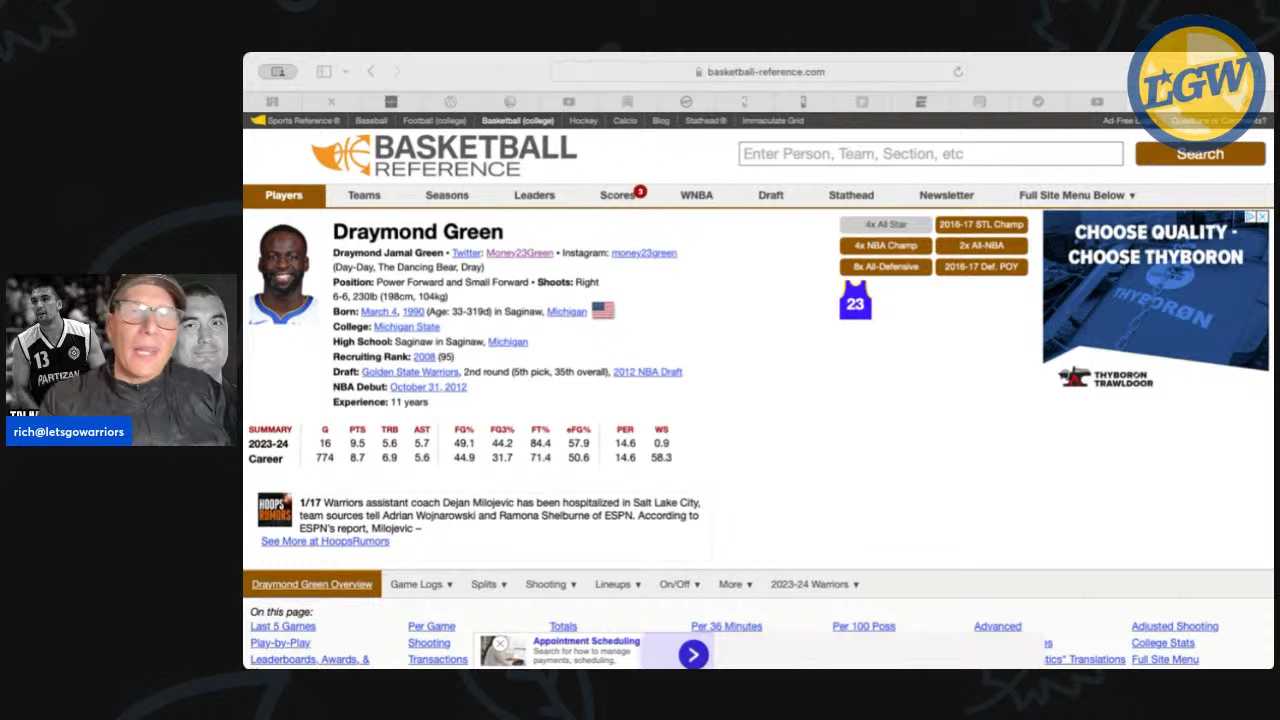 LGW
basketball-reference.com
Sports Reference ® Baseball Football (college) Basketball (college) Hockey Calcio Blog Stathead® Immaculate Grid Questions or Comments?
BASKETBALL
REFERENCE
Enter Person, Team, Section, etc
Search
Players Teams Seasons Leaders Scores 3 WNBA Draft Stathead Newsletter Full Site Menu Below ▼
Draymond Green
Draymond Jamal Green • Twitter: Money23Green • Instagram: money23green
(Day-Day, The Dancing Bear, Dray)
Position: Power Forward and Small Forward • Shoots: Right
6-6, 230lb (198cm, 104kg)
Born: March 4, 1990 (Age: 33-319d) in Saginaw, Michigan
College: Michigan State
High School: Saginaw in Saginaw, Michigan
Recruiting Rank: 2008 (95)
Draft: Golden State Warriors, 2nd round (5th pick, 35th overall), 2012 NBA Draft
NBA Debut: October 31, 2012
Experience: 11 years
4x All Star 2016-17 STL Champ
4x NBA Champ 2x All-NBA
8x All-Defensive 2016-17 Def. POY
23
CHOOSE QUALITY -
CHOOSE THYBORON
THYBORØN
THYBORON
TRAWLDOOR
SUMMARY G PTS TRB AST FG% FG3% FT% eFG% PER WS
2023-24 16 9.5 5.6 5.7 49.1 44.2 84.4 57.9 14.6 0.9
Career 774 8.7 6.9 5.6 44.9 31.7 71.4 50.6 14.6 58.3
HOOPS
RUMORS
1/17 Warriors assistant coach Dejan Milojevic has been hospitalized in Salt Lake City,
team sources tell Adrian Wojnarowski and Ramona Shelburne of ESPN. According to
ESPN's report, Milojevic –
See More at HoopsRumors
Draymond Green Overview Game Logs ▼ Splits ▼ Shooting ▼ Lineups ▼ On/Off ▼ More ▼ 2023-24 Warriors ▼
On this page:
Last 5 Games Per Game Totals Per 36 Minutes Per 100 Poss Advanced Adjusted Shooting
Play-by-Play Shooting College Stats
Leaderboards, Awards, & Transactions tics" Translations Full Site Menu
Appointment Scheduling
Search for how to manage
payments, scheduling,
13
PARTIZAN
rich@letsgowarriors